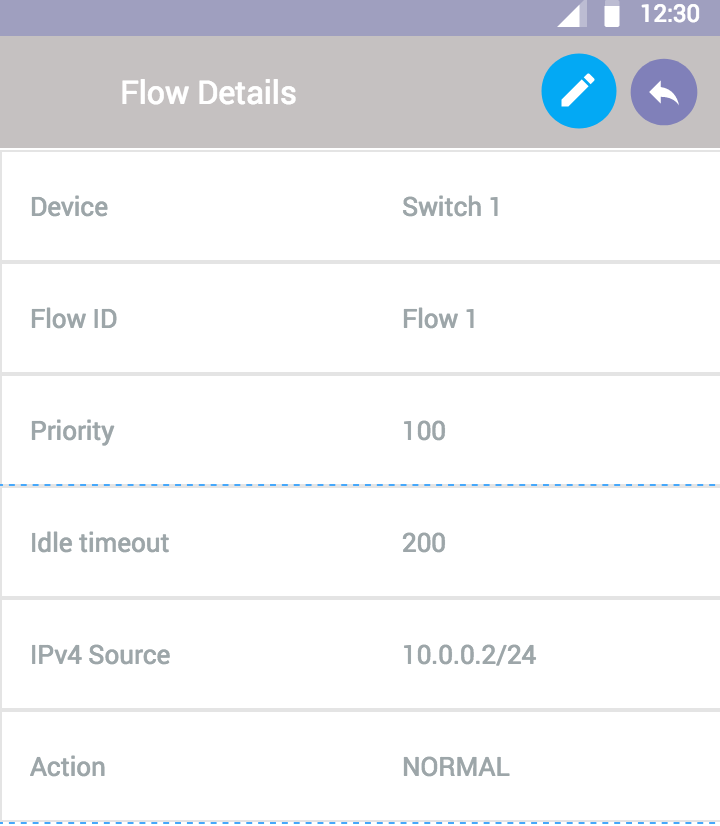 12:30
Flow Details
Device Switch 1
Flow ID Flow 1
Priority 100
Idle timeout 200
IPv4 Source 10.0.0.2/24
Action NORMAL